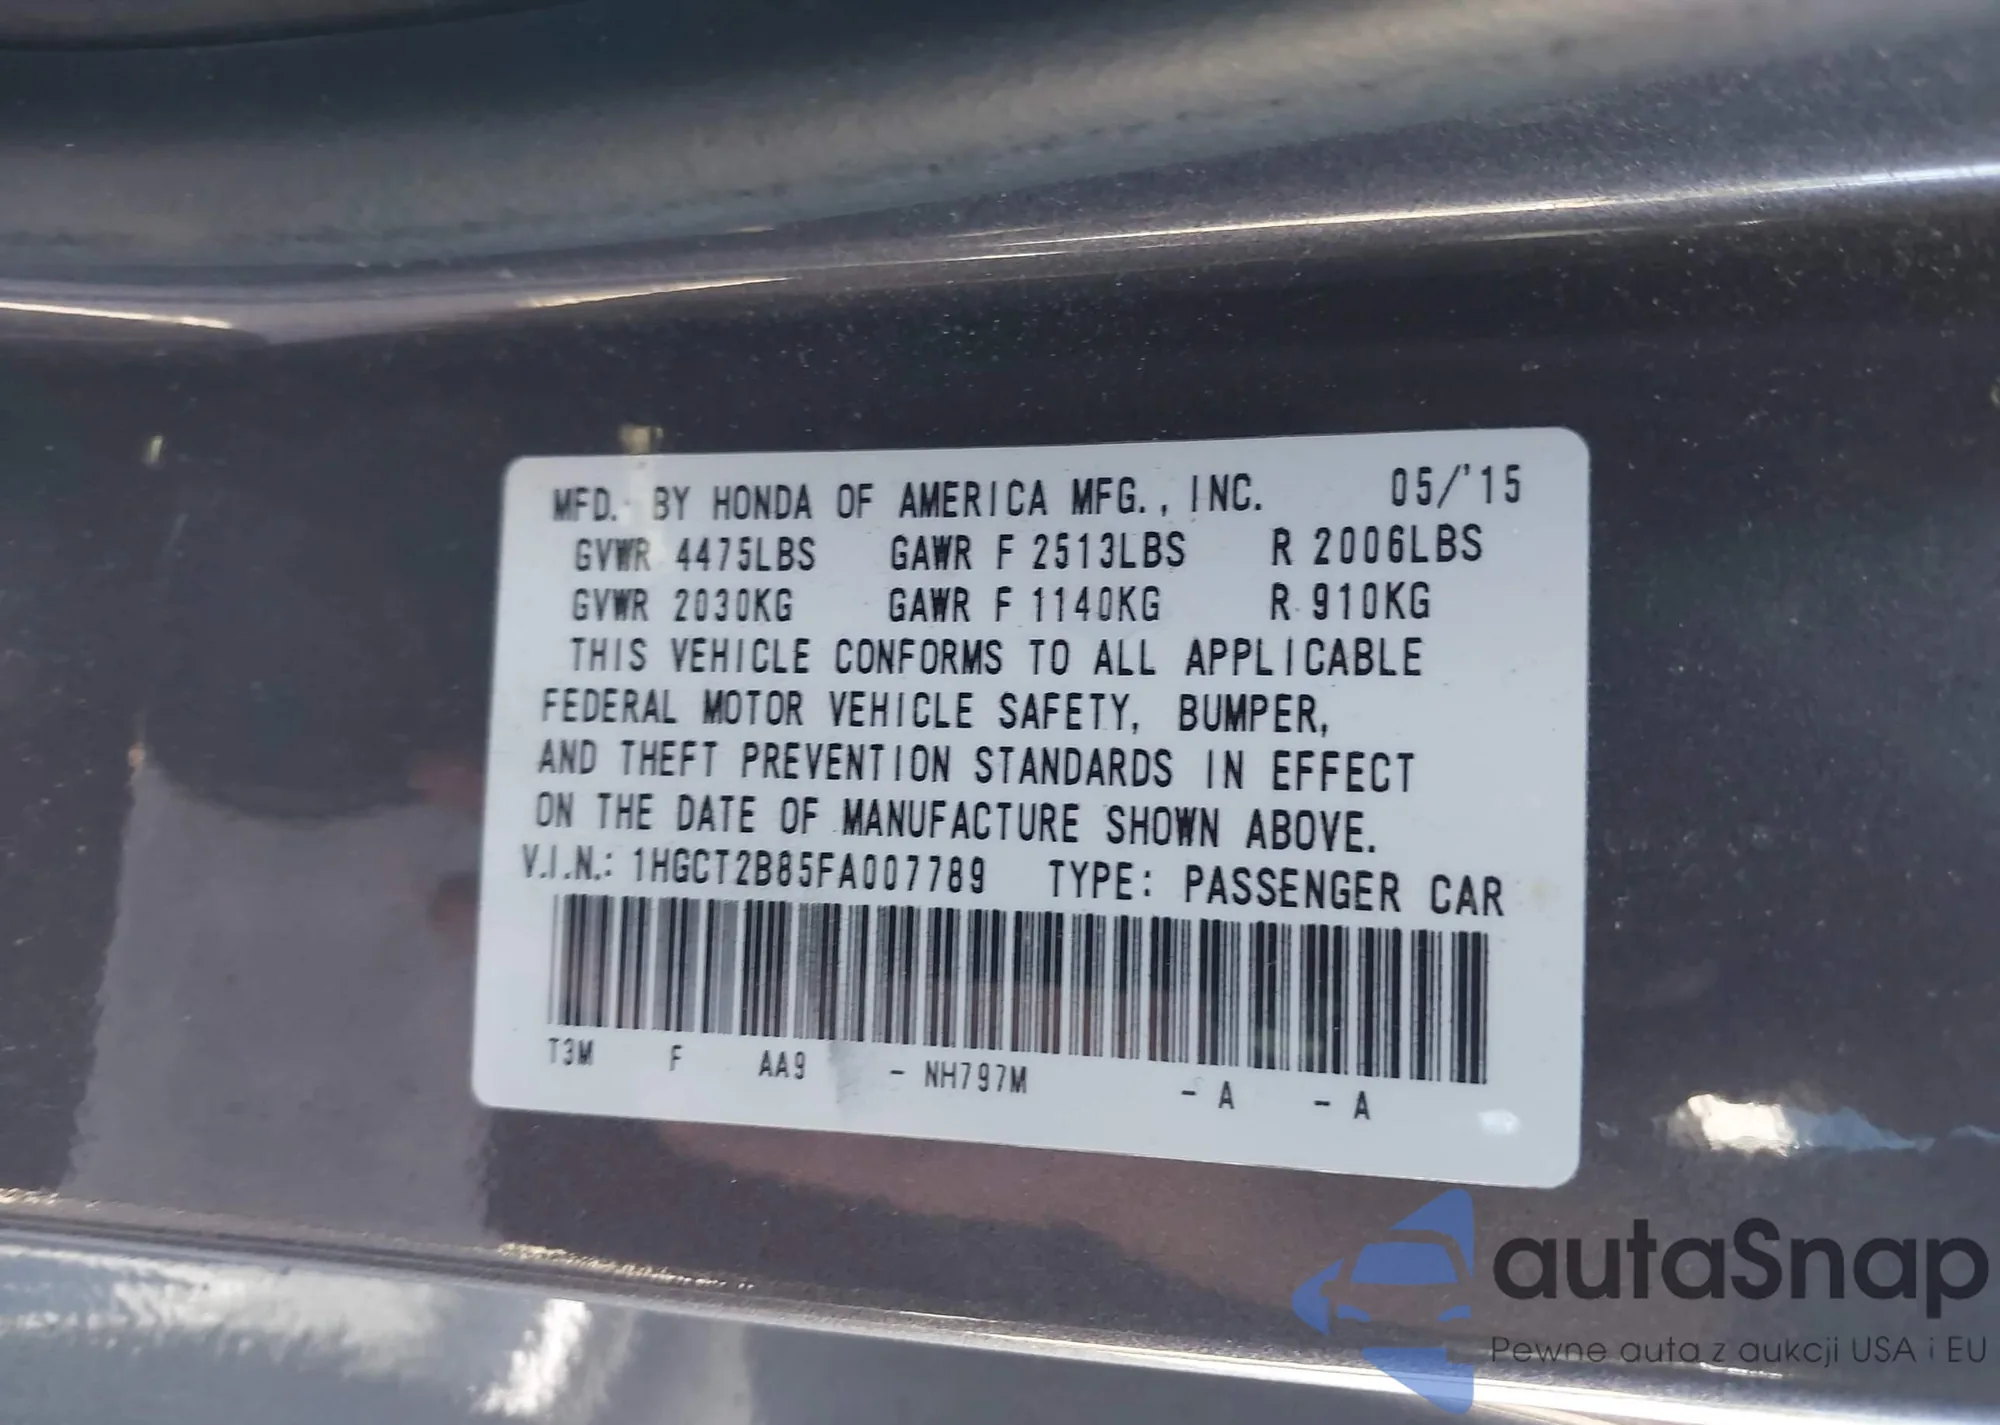 MFD. BY HONDA OF AMERICA MFG., INC. 05/'15
GVWR 4475LBS GAWR F 2513LBS R 2006LBS
GVWR 2030KG GAWR F 1140KG R 910KG
THIS VEHICLE CONFORMS TO ALL APPLICABLE
FEDERAL MOTOR VEHICLE SAFETY, BUMPER,
AND THEFT PREVENTION STANDARDS IN EFFECT
ON THE DATE OF MANUFACTURE SHOWN ABOVE.
V.I.N.: 1HGCT2B85FA007789 TYPE: PASSENGER CAR
T3M F AA9 - NH797M - A - A
autaSnap
Pewne auta z aukcji USA i EU